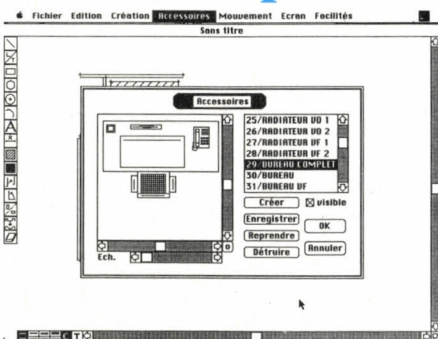 Fichier Edition Création Accessoires Mouvement Ecran Facilités
Sans titre
Accessoires
25/RADIATEUR VD 1
26/RADIATEUR VD 2
27/RADIATEUR VF 1
28/RADIATEUR VF 2
29/BUREAU COMPLET
30/BUREAU
31/BUREAU VF
Créer
visible
Enregistrer
OK
Reprendre
Détruire
Annuler
Ech.
A
C T